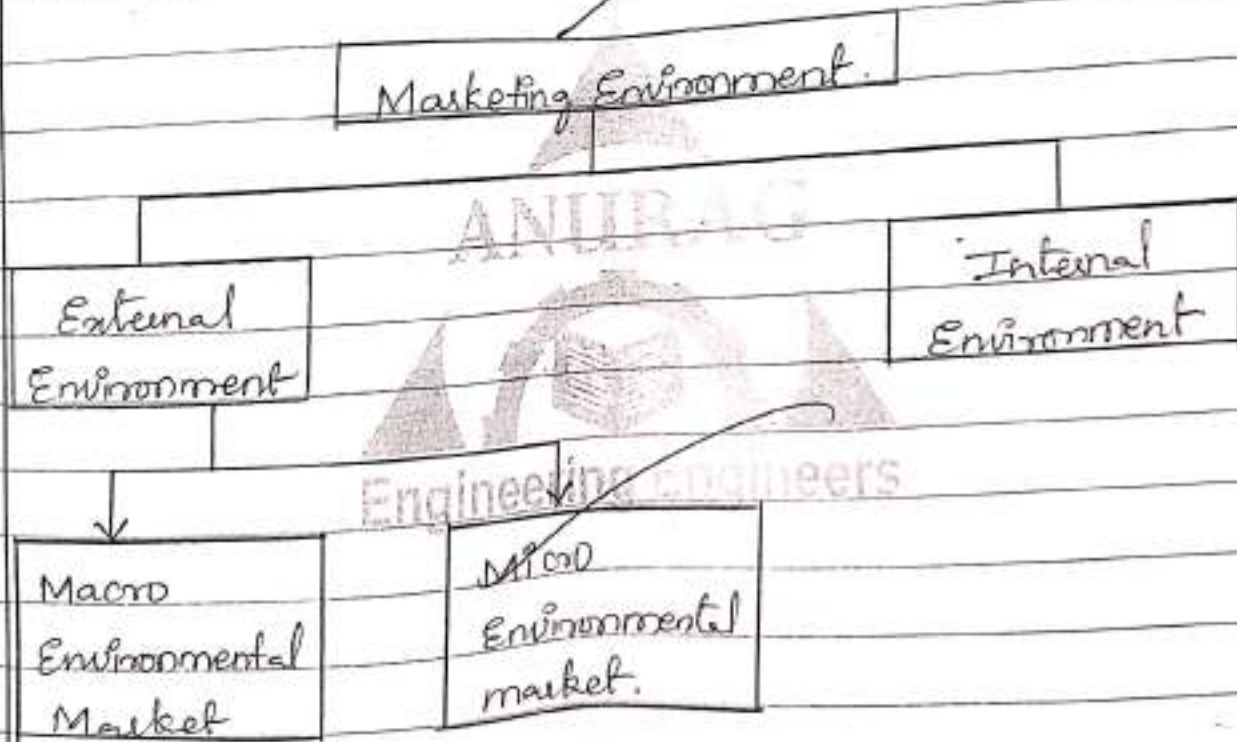 Marketing Environment.
ANURAG
External
Environment
Internal
Environment
Engineering Engineers
Macro
Environmental
Market
Micro
Environmental
market.